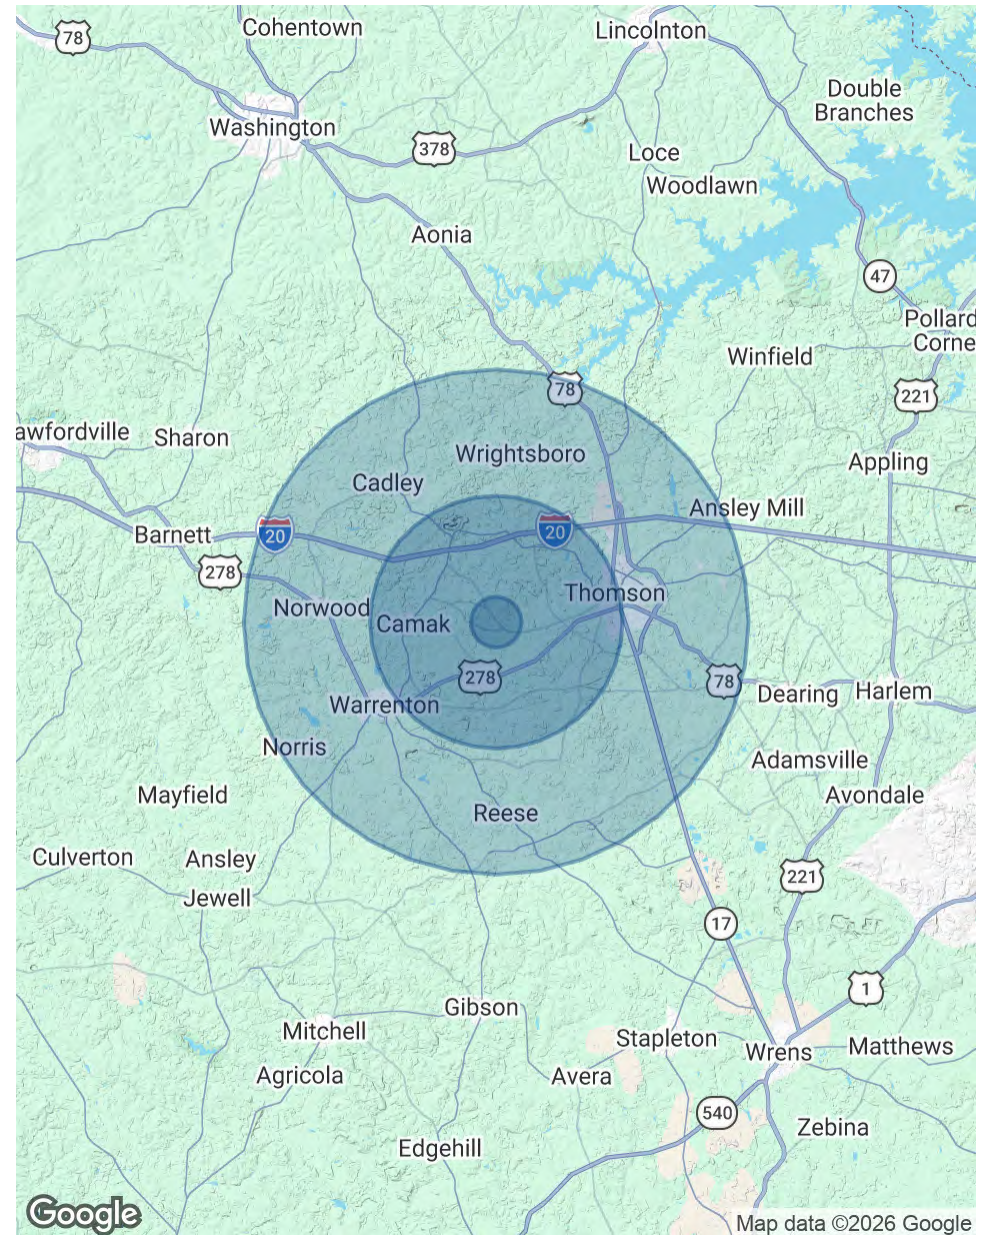 78
Cohentown
Lincolnton
Double
Branches
Washington
378
Loce
Woodlawn
Aonia
47
Pollard
Corne
Winfield
78
221
awfordville
Sharon
Wrightsboro
Cadley
Appling
Ansley Mill
Barnett
20
20
278
Thomson
Norwood
Camak
278
78
Dearing
Harlem
Warrenton
Norris
Adamsville
Mayfield
Avondale
Reese
Culverton
Ansley
Jewell
221
17
1
Gibson
Mitchell
Stapleton
Wrens
Matthews
Agricola
Avera
540
Zebina
Edgehill
Google
Map data ©2026 Google